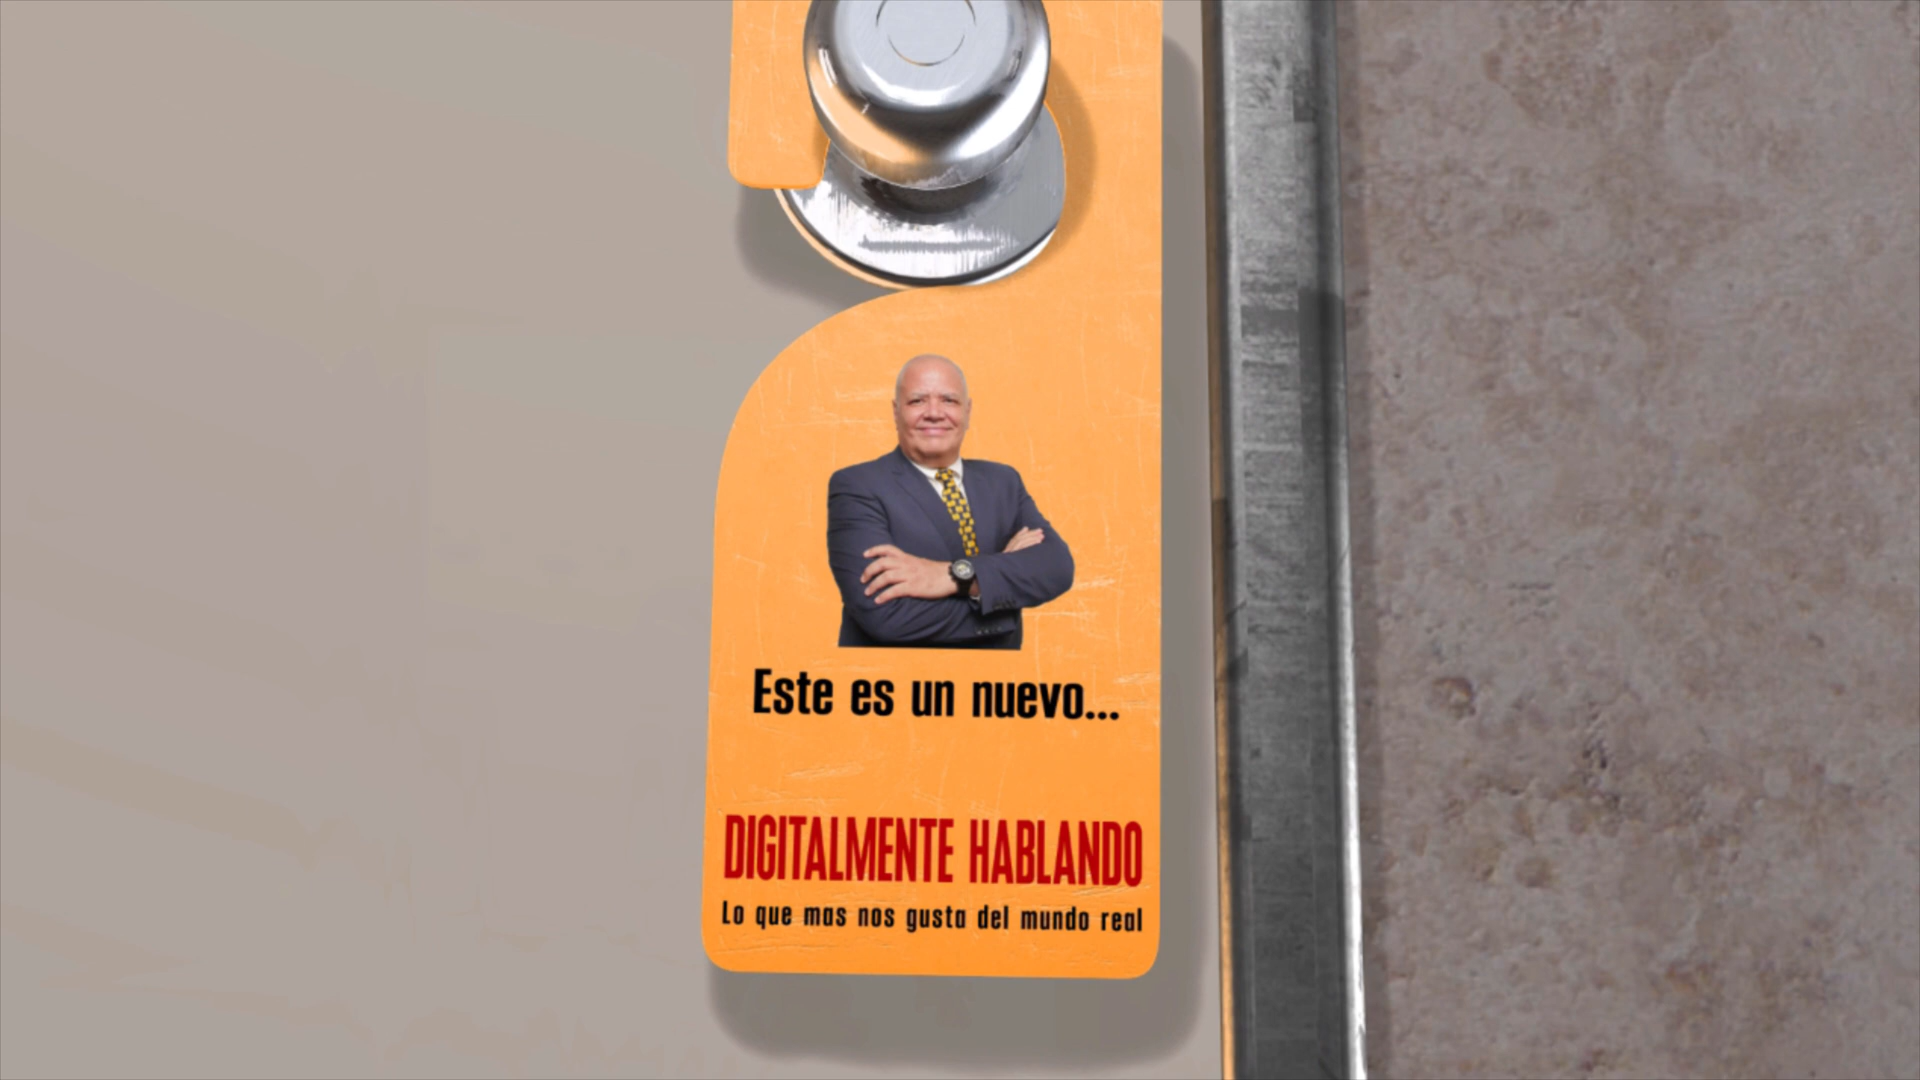 Este es un nuevo...
DIGITALMENTE HABLANDO
Lo que mas nos gusta del mundo real